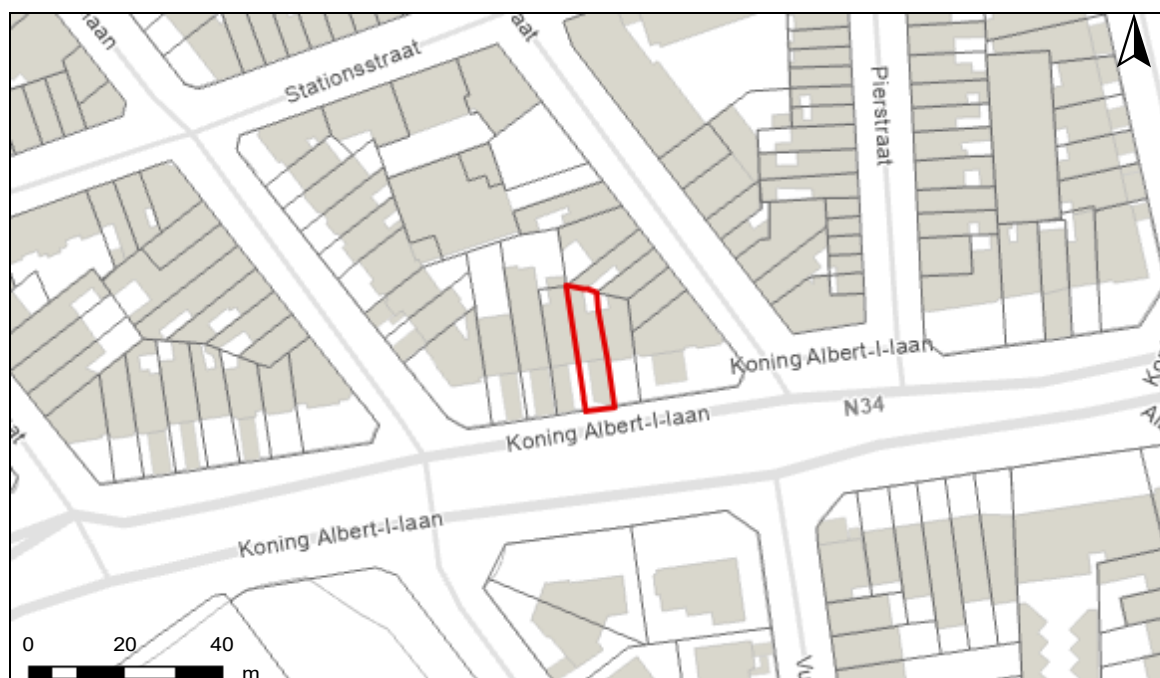 Stationsstraat
Pierstraat
Koning Albert-I-laan
N34
Koning Albert-I-laan
Koning Albert-I-laan
0 20 40
m